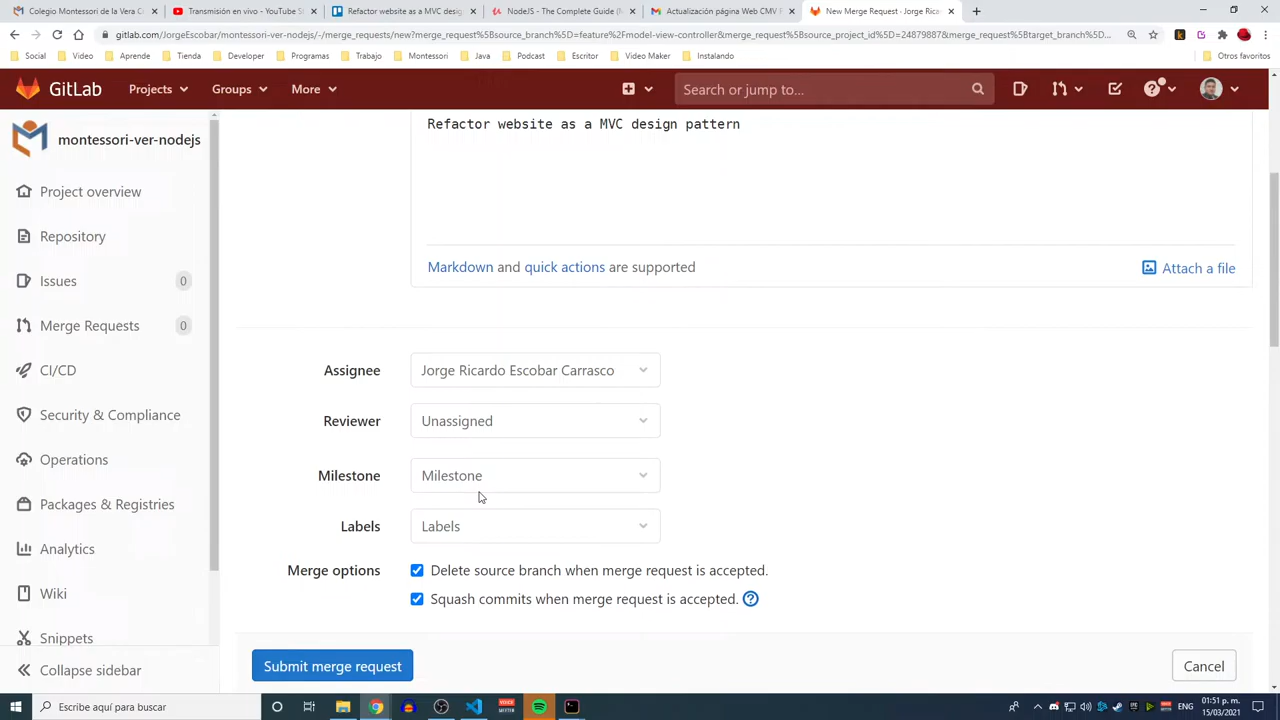 Colegio Montessori de la Vera C
Transmisión en vivo - YouTube S
Refactor website as a MVC desig
NodeJS - The Complete Guide (M
Actualización página Web CMV F
New Merge Request · Jorge Ricar
gitlab.com/JorgeEscobar/montessori-ver-nodejs/-/merge_requests/new?merge_request%5Bsource_branch%5D=feature%2Fmodel-view-controller&merge_request%5Bsource_project_id%5D=24879887&merge_request%5Btarget_branch%5D...
Social
Video
Aprende
Tienda
Developer
Programas
Trabajo
Montessori
Java
Podcast
Escritor
Video Maker
Instalando
Otros favoritos
GitLab
Projects
Groups
More
Search or jump to...
montessori-ver-nodejs
Project overview
Repository
Issues 0
Merge Requests 0
CI/CD
Security & Compliance
Operations
Packages & Registries
Analytics
Wiki
Snippets
Collapse sidebar
Refactor website as a MVC design pattern
Markdown and quick actions are supported
Attach a file
Assignee
Jorge Ricardo Escobar Carrasco
Reviewer
Unassigned
Milestone
Milestone
Labels
Labels
Merge options
Delete source branch when merge request is accepted.
Squash commits when merge request is accepted.
Submit merge request
Cancel
Escribe aquí para buscar
01:51 p. m.
15/03/2021